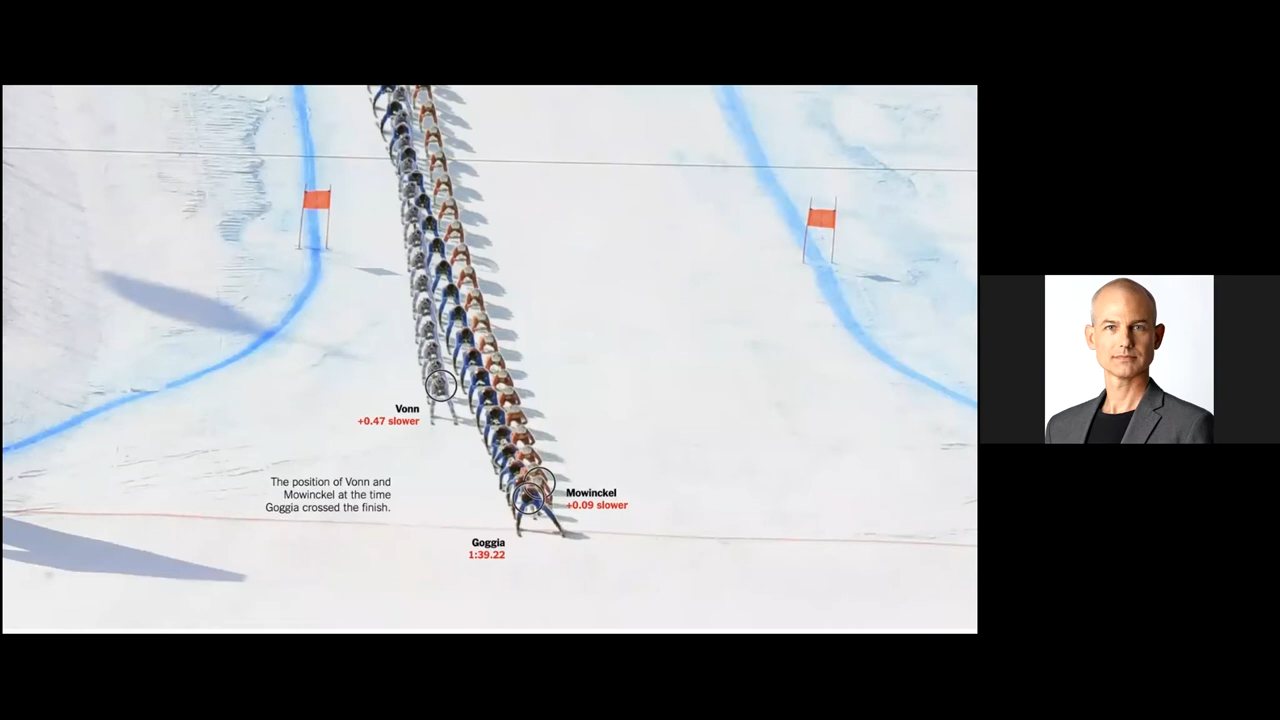 Vonn
+0.47 slower
The position of Vonn and
Mowinckel at the time
Goggia crossed the finish.
Mowinckel
+0.09 slower
Goggia
1:39.22